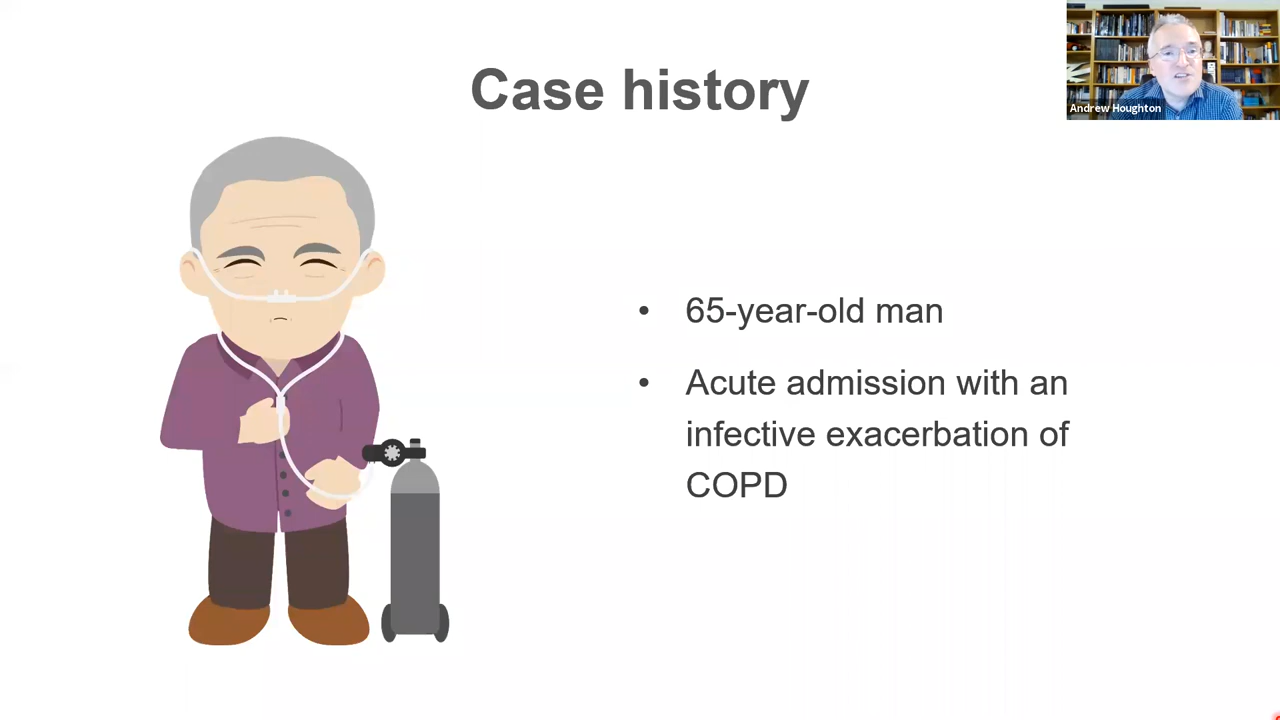 Case history
Andrew Houghton
• 65-year-old man
• Acute admission with an
infective exacerbation of
COPD